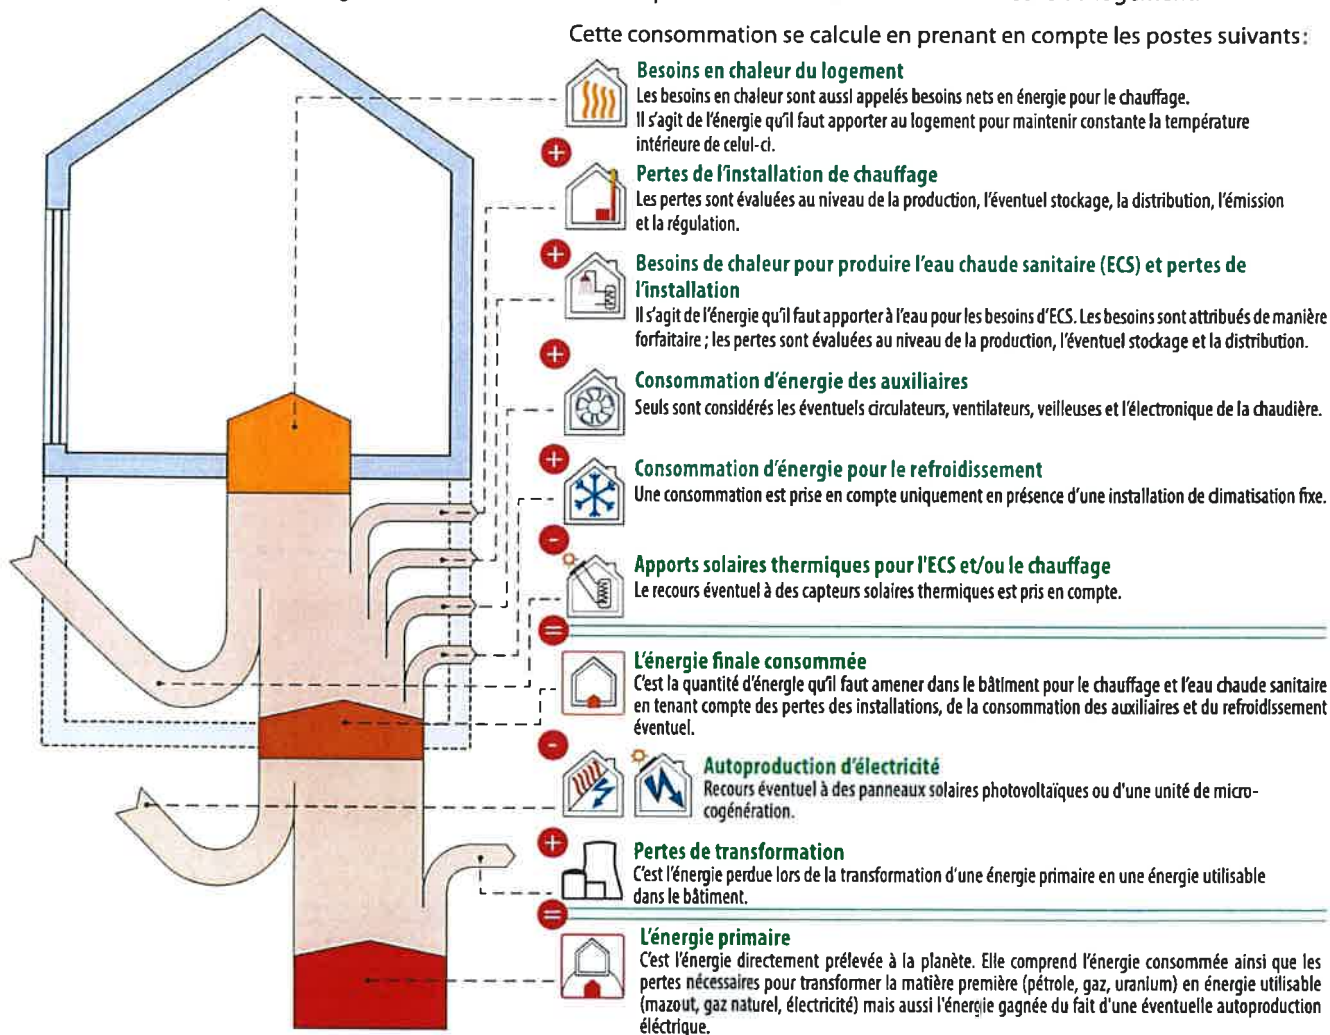 Cette consommation se calcule en prenant en compte les postes suivants:
Besoins en chaleur du logement
Les besoins en chaleur sont aussi appelés besoins nets en énergie pour le chauffage.
Il s'agit de l'énergie qu'il faut apporter au logement pour maintenir constante la température
intérieure de celui-ci.
+
Pertes de l'installation de chauffage
Les pertes sont évaluées au niveau de la production, l'éventuel stockage, la distribution, l'émission
et la régulation.
+
Besoins de chaleur pour produire l'eau chaude sanitaire (ECS) et pertes de
l'installation
Il s'agit de l'énergie qu'il faut apporter à l'eau pour les besoins d'ECS. Les besoins sont attribués de manière
forfaitaire ; les pertes sont évaluées au niveau de la production, l'éventuel stockage et la distribution.
+
Consommation d'énergie des auxiliaires
Seuls sont considérés les éventuels circulateurs, ventilateurs, veilleuses et l'électronique de la chaudière.
+
Consommation d'énergie pour le refroidissement
Une consommation est prise en compte uniquement en présence d'une installation de climatisation fixe.
-
Apports solaires thermiques pour l'ECS et/ou le chauffage
Le recours éventuel à des capteurs solaires thermiques est pris en compte.
=
L'énergie finale consommée
C'est la quantité d'énergie qu'il faut amener dans le bâtiment pour le chauffage et l'eau chaude sanitaire
en tenant compte des pertes des installations, de la consommation des auxiliaires et du refroidissement
éventuel.
-
Autoproduction d'électricité
Recours éventuel à des panneaux solaires photovoltaïques ou d'une unité de micro-
cogénération.
+
Pertes de transformation
C'est l'énergie perdue lors de la transformation d'une énergie primaire en une énergie utilisable
dans le bâtiment.
=
L'énergie primaire
C'est l'énergie directement prélevée à la planète. Elle comprend l'énergie consommée ainsi que les
pertes nécessaires pour transformer la matière première (pétrole, gaz, uranium) en énergie utilisable
(mazout, gaz naturel, électricité) mais aussi l'énergie gagnée du fait d'une éventuelle autoproduction
éléctrique.